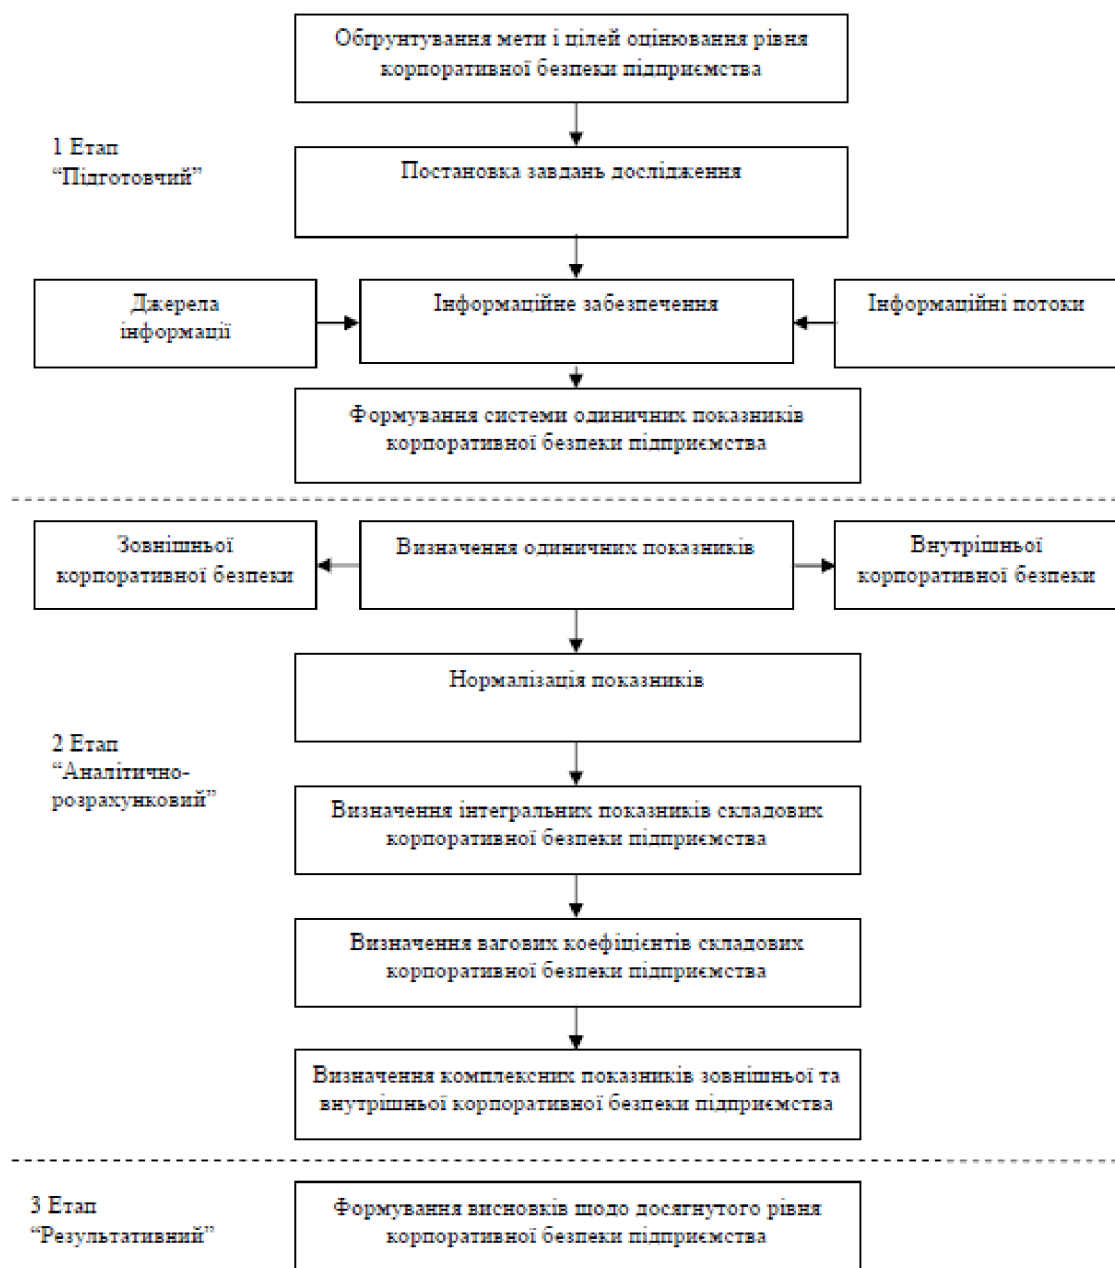 Обґрунтування мети і цілей оцінювання рівня
корпоративної безпеки підприємства
1 Етап
“Підготовчий”
Постановка завдань дослідження
Джерела
інформації
Інформаційне забезпечення
Інформаційні потоки
Формування системи одиничних показників
корпоративної безпеки підприємства
Зовнішньої
корпоративної безпеки
Визначення одиничних показників
Внутрішньої
корпоративної безпеки
Нормалізація показників
2 Етап
“Аналітично-
розрахунковий”
Визначення інтегральних показників складових
корпоративної безпеки підприємства
Визначення вагових коефіцієнтів складових
корпоративної безпеки підприємства
Визначення комплексних показників зовнішньої та
внутрішньої корпоративної безпеки підприємства
3 Етап
“Результативний”
Формування висновків щодо досягнутого рівня
корпоративної безпеки підприємства